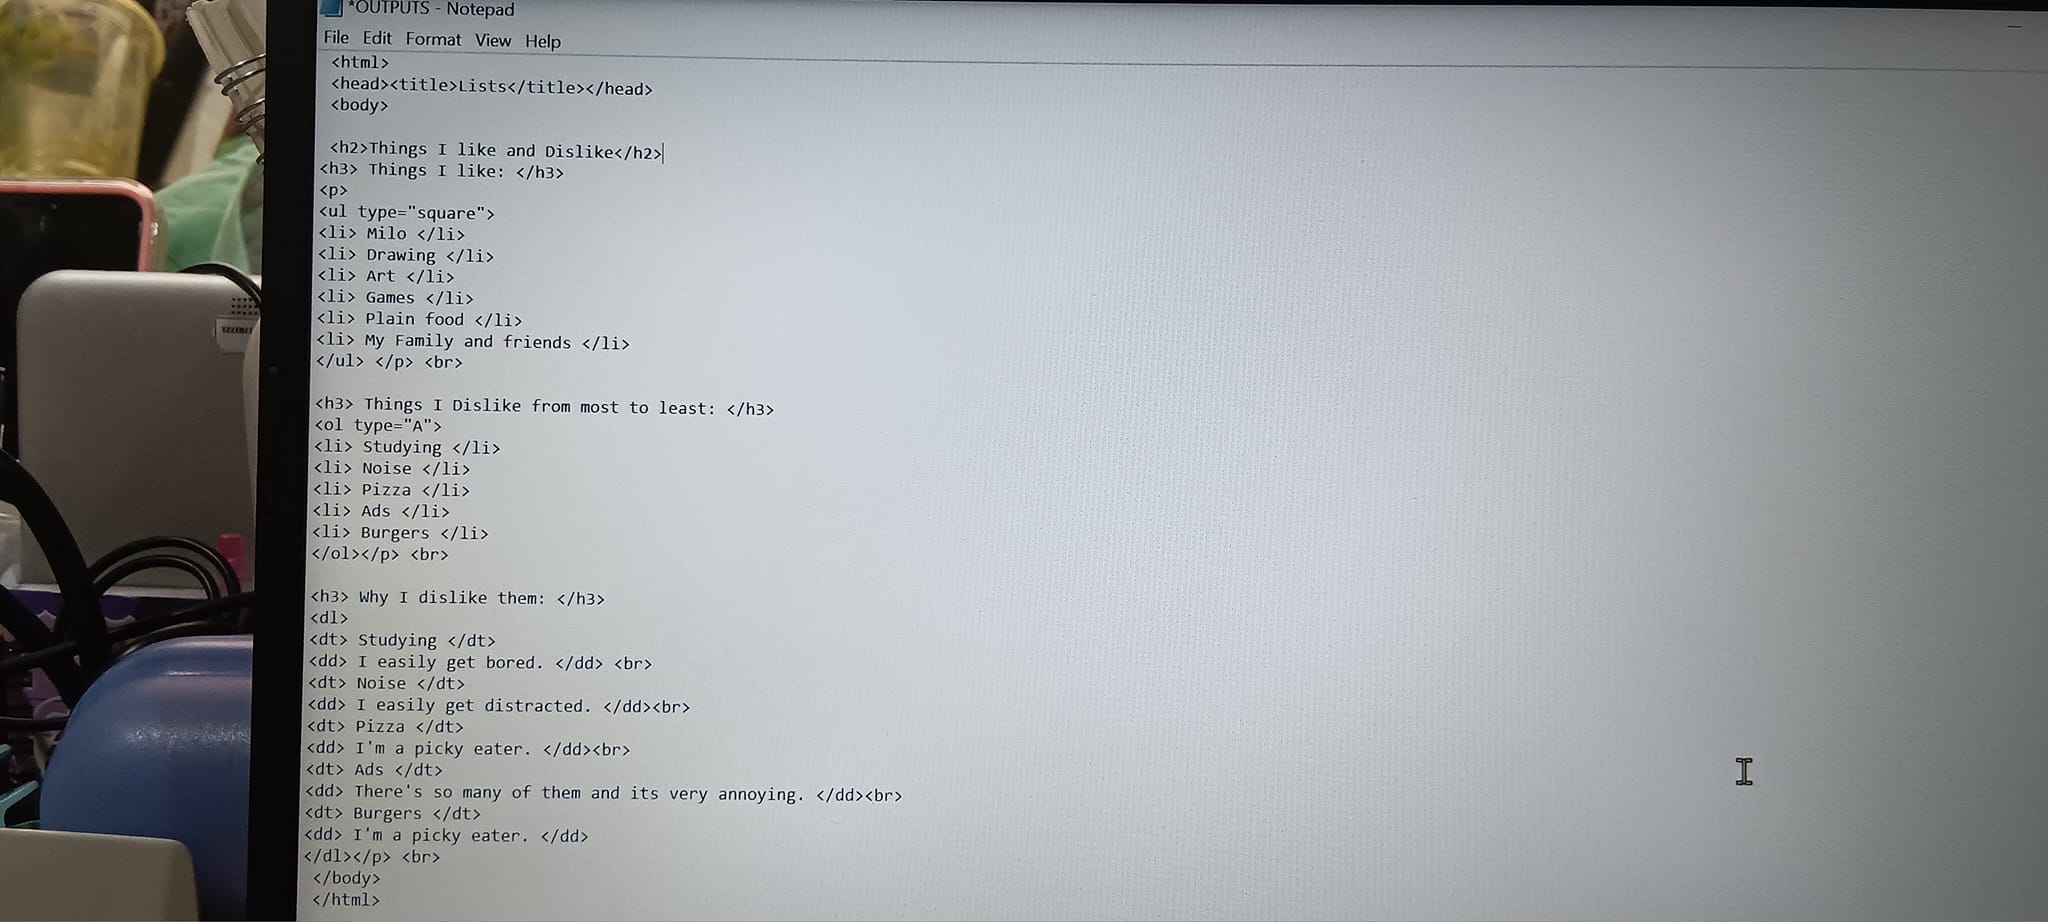 *OUTPUTS - Notepad
File Edit Format View Help
<html>
<head><title>Lists</title></head>
<body>
<h2>Things I like and Dislike</h2>
<h3> Things I like: </h3>
<p>
<ul type="square">
<li> Milo </li>
<li> Drawing </li>
<li> Art </li>
<li> Games </li>
<li> Plain food </li>
<li> My Family and friends </li>
</ul> </p> <br>
<h3> Things I Dislike from most to least: </h3>
<ol type="A">
<li> Studying </li>
<li> Noise </li>
<li> Pizza </li>
<li> Ads </li>
<li> Burgers </li>
</ol></p> <br>
<h3> Why I dislike them: </h3>
<dl>
<dt> Studying </dt>
<dd> I easily get bored. </dd> <br>
<dt> Noise </dt>
<dd> I easily get distracted. </dd><br>
<dt> Pizza </dt>
<dd> I'm a picky eater. </dd><br>
<dt> Ads </dt>
<dd> There's so many of them and its very annoying. </dd><br>
<dt> Burgers </dt>
<dd> I'm a picky eater. </dd>
</dl></p> <br>
</body>
</html>